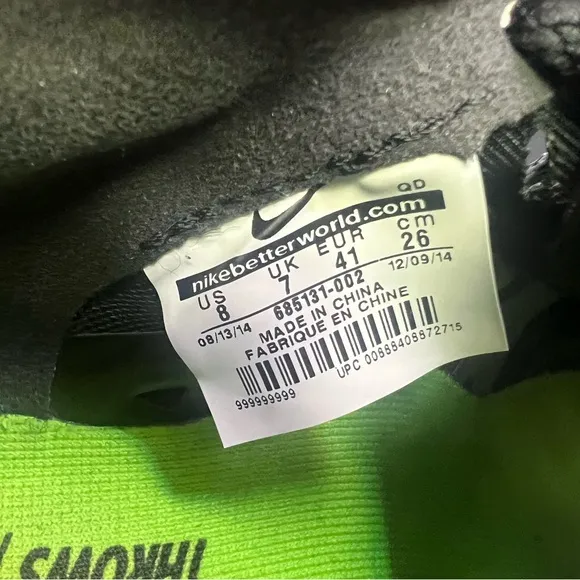 QD
nikebetterworld.com
US UK EUR cm
8 7 41 26
08/13/14 685131-002 12/09/14
MADE IN CHINA
FABRIQUE EN CHINE
999999999 UPC 00888408872715
THROWS